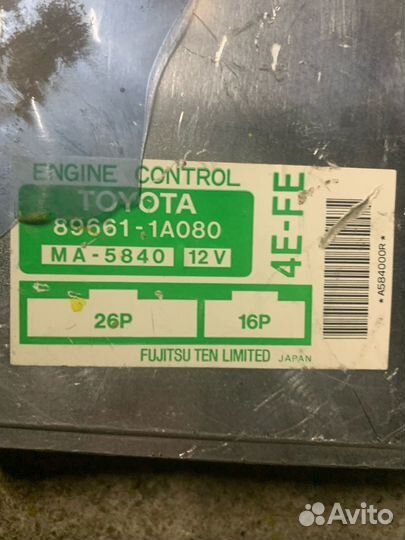 ENGINE CONTROL
TOYOTA
89661-1A080
MA-5840 12V
4E-FE
26P 16P
FUJITSU TEN LIMITED JAPAN
*A584000R*
Avito